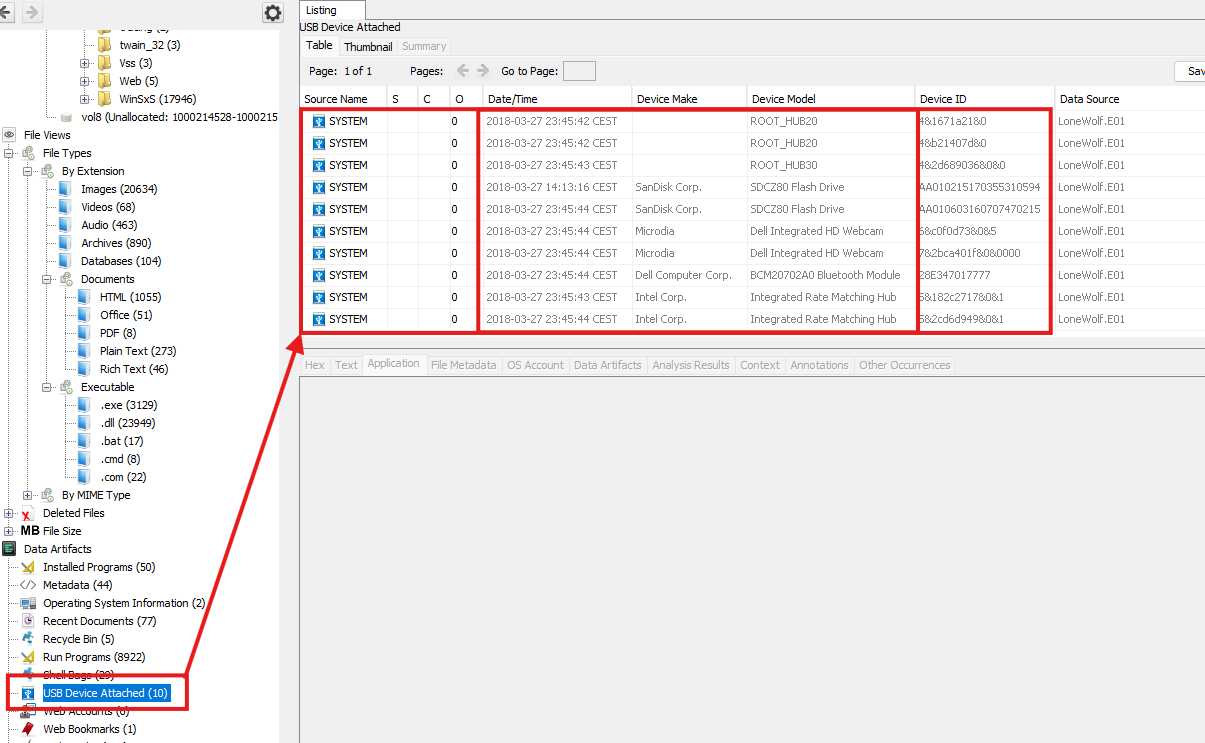 trading (2)
twain_32 (3)
Vss (3)
Web (5)
WinSxS (17946)
vol8 (Unallocated: 1000214528-1000215
File Views
File Types
By Extension
Images (20634)
Videos (68)
Audio (463)
Archives (890)
Databases (104)
Documents
HTML (1055)
Office (51)
PDF (8)
Plain Text (273)
Rich Text (46)
Executable
.exe (3129)
.dll (23949)
.bat (17)
.cmd (8)
.com (22)
By MIME Type
Deleted Files
MB File Size
Data Artifacts
Installed Programs (50)
Metadata (44)
Operating System Information (2)
Recent Documents (77)
Recycle Bin (5)
Run Programs (8922)
Shell Bags (29)
USB Device Attached (10)
Web Accounts (6)
Web Bookmarks (1)
Listing
USB Device Attached
Table Thumbnail Summary
Page: 1 of 1 Pages: Go to Page: Sav
Source Name S C O Date/Time Device Make Device Model Device ID Data Source
SYSTEM 0 2018-03-27 23:45:42 CEST ROOT_HUB20 4&1671a21&0 LoneWolf.E01
SYSTEM 0 2018-03-27 23:45:42 CEST ROOT_HUB20 4&b21407d&0 LoneWolf.E01
SYSTEM 0 2018-03-27 23:45:43 CEST ROOT_HUB30 4&2d689036&0&0 LoneWolf.E01
SYSTEM 0 2018-03-27 14:13:16 CEST SanDisk Corp. SDCZ80 Flash Drive AA010215170355310594 LoneWolf.E01
SYSTEM 0 2018-03-27 23:45:44 CEST SanDisk Corp. SDCZ80 Flash Drive AA010603160707470215 LoneWolf.E01
SYSTEM 0 2018-03-27 23:45:44 CEST Microdia Dell Integrated HD Webcam 6&c0f0d73&0&5 LoneWolf.E01
SYSTEM 0 2018-03-27 23:45:44 CEST Microdia Dell Integrated HD Webcam 7&2bca401f&0&0000 LoneWolf.E01
SYSTEM 0 2018-03-27 23:45:44 CEST Dell Computer Corp. BCM20702A0 Bluetooth Module 28E347017777 LoneWolf.E01
SYSTEM 0 2018-03-27 23:45:43 CEST Intel Corp. Integrated Rate Matching Hub 5&182c2717&0&1 LoneWolf.E01
SYSTEM 0 2018-03-27 23:45:44 CEST Intel Corp. Integrated Rate Matching Hub 5&2cd6d949&0&1 LoneWolf.E01
Hex Text Application File Metadata OS Account Data Artifacts Analysis Results Context Annotations Other Occurrences